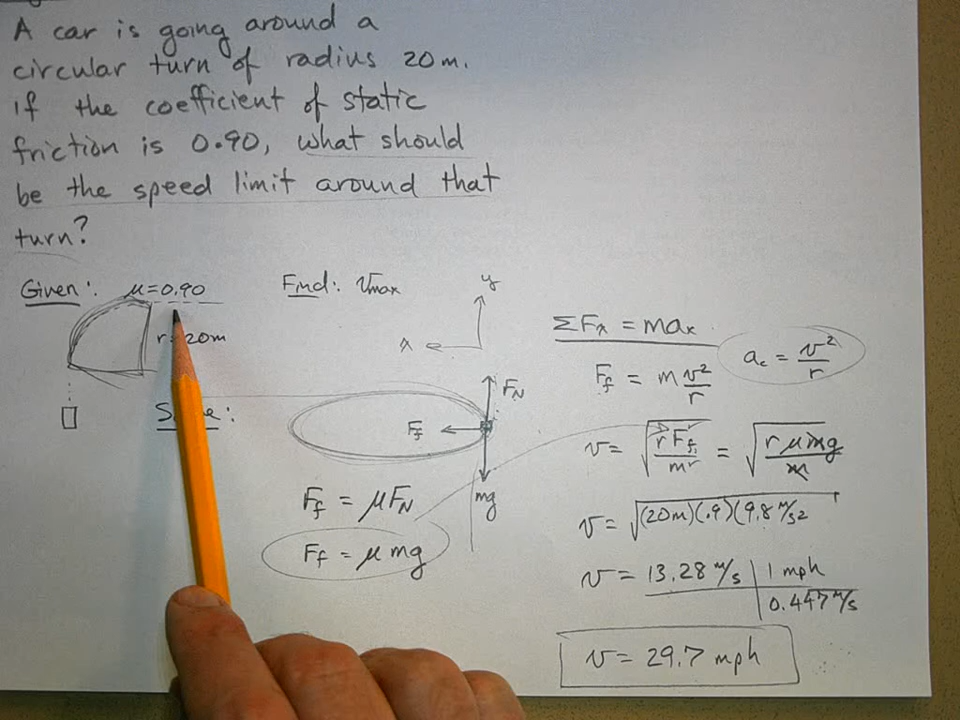 A car is going around a
circular turn of radius 20m.
If the coefficient of static
friction is 0.90, what should
be the speed limit around that
turn?
Given: μ=0.90
r 20m
Find: Vmax
y
x
FN
Ff
mg
Ff = μFN
Ff = μmg
ΣFx = max
ac = v²/r
Ff = m v²/r
v = √(r Ff/m) = √(r μmg/m)
v = √(20m)(.9)(9.8 m/s2
v = 13.28 m/s | 1 mph
0.447 m/s
v = 29.7 mph